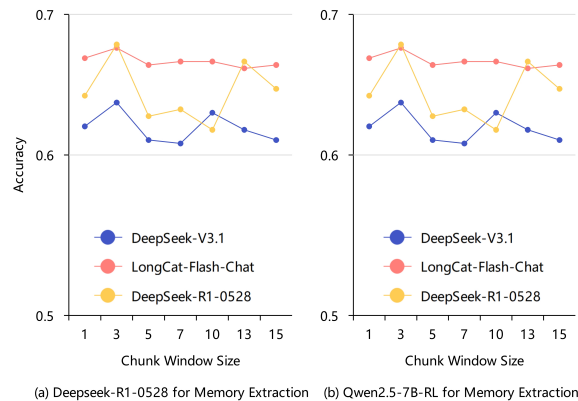 0.7
0.6
0.5
Accuracy
DeepSeek-V3.1
LongCat-Flash-Chat
DeepSeek-R1-0528
1 3 5 7 10 13 15
Chunk Window Size
(a) Deepseek-R1-0528 for Memory Extraction
0.7
0.6
0.5
DeepSeek-V3.1
LongCat-Flash-Chat
DeepSeek-R1-0528
1 3 5 7 10 13 15
Chunk Window Size
(b) Qwen2.5-7B-RL for Memory Extraction